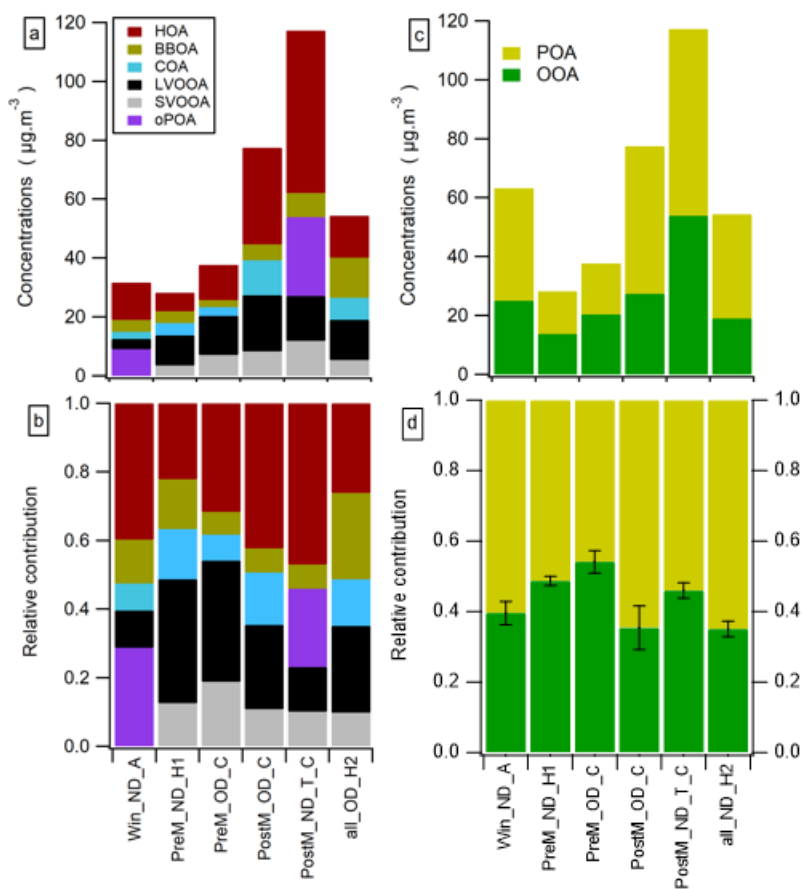 a
HOA
BBOA
COA
LVOOA
SVOOA
oPOA
120
100
80
60
40
20
0
Concentrations ( µg.m-3 )
c
POA
OOA
120
100
80
60
40
20
0
Concentrations ( µg.m-3 )
b
1.0
0.8
0.6
0.4
0.2
0.0
Relative contribution
Win_ND_A
PreM_ND_H1
PreM_OD_C
PostM_OD_C
PostM_ND_T_C
all_OD_H2
d
1.0
0.8
0.6
0.4
0.2
0.0
Relative contribution
1.0
0.8
0.6
0.4
0.2
0.0
Win_ND_A
PreM_ND_H1
PreM_OD_C
PostM_OD_C
PostM_ND_T_C
all_ND_H2